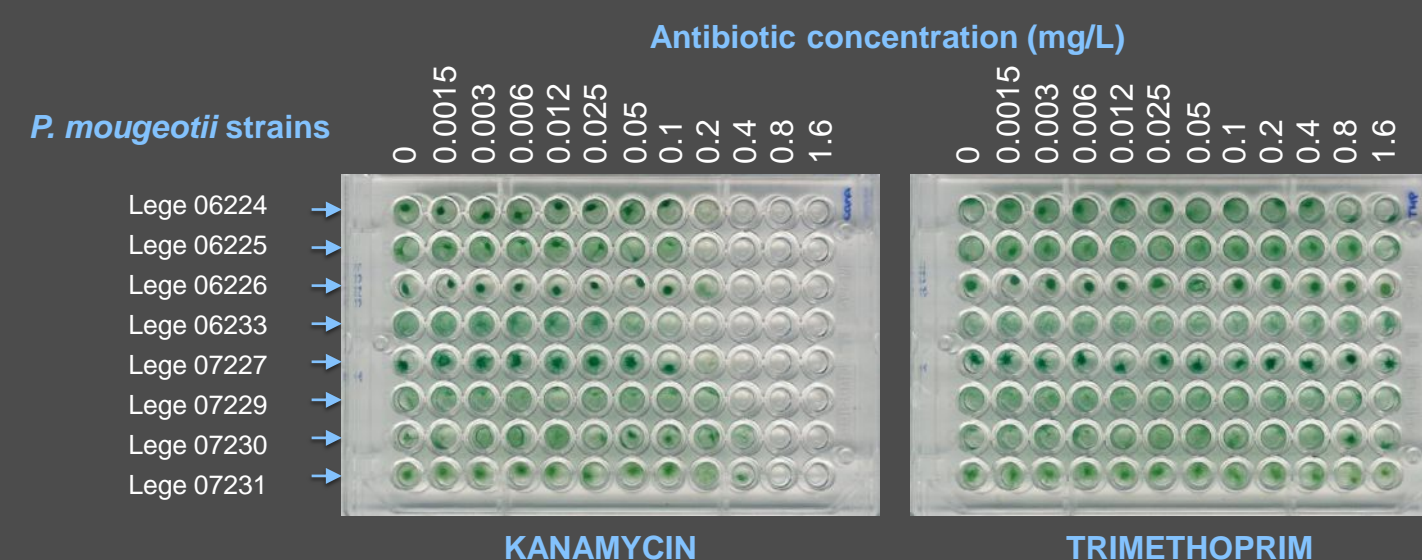 Antibiotic concentration (mg/L)
P. mougeotii strains
0 0.0015 0.003 0.006 0.012 0.025 0.05 0.1 0.2 0.4 0.8 1.6
0 0.0015 0.003 0.006 0.012 0.025 0.05 0.1 0.2 0.4 0.8 1.6
Lege 06224
Lege 06225
Lege 06226
Lege 06233
Lege 07227
Lege 07229
Lege 07230
Lege 07231
KANAMYCIN
TRIMETHOPRIM